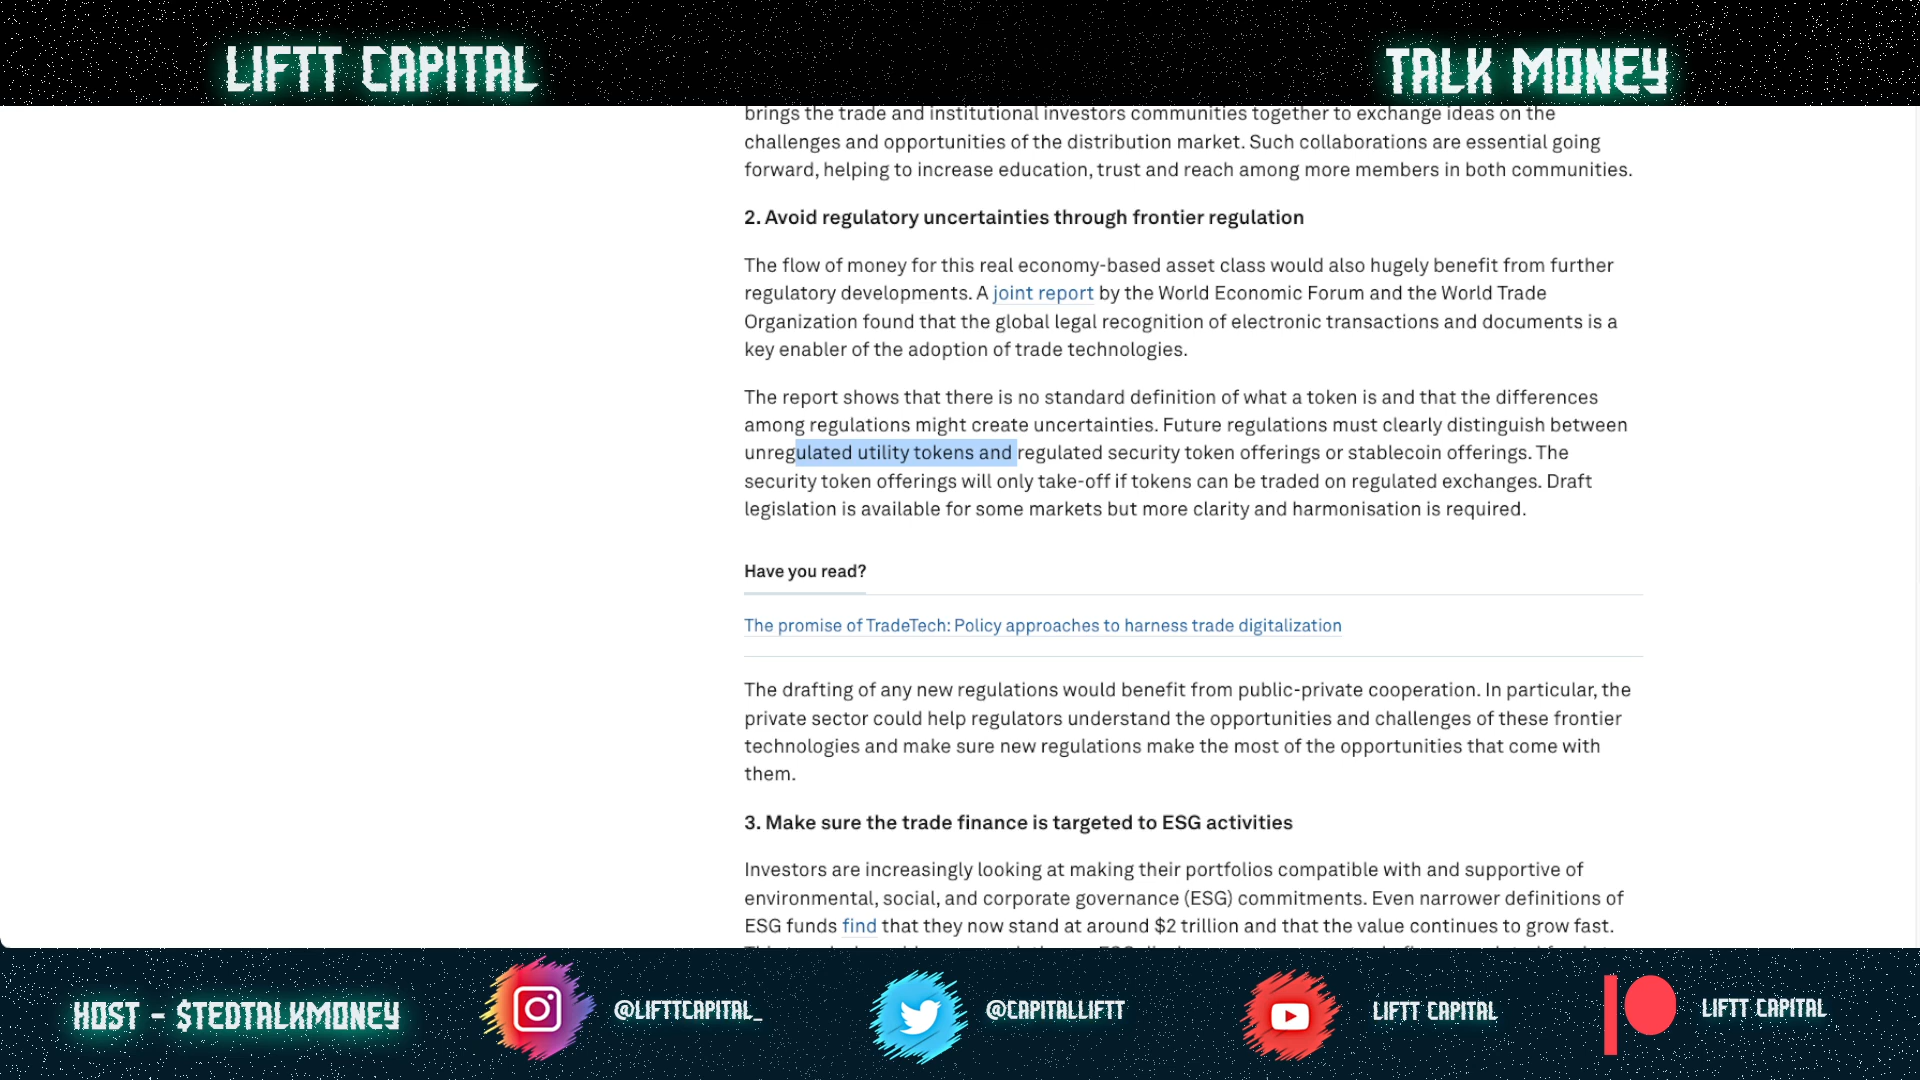 LIFTT CAPITAL
TALK MONEY
brings the trade and institutional investors communities together to exchange ideas on the
challenges and opportunities of the distribution market. Such collaborations are essential going
forward, helping to increase education, trust and reach among more members in both communities.
2. Avoid regulatory uncertainties through frontier regulation
The flow of money for this real economy-based asset class would also hugely benefit from further
regulatory developments. A joint report by the World Economic Forum and the World Trade
Organization found that the global legal recognition of electronic transactions and documents is a
key enabler of the adoption of trade technologies.
The report shows that there is no standard definition of what a token is and that the differences
among regulations might create uncertainties. Future regulations must clearly distinguish between
unregulated utility tokens and regulated security token offerings or stablecoin offerings. The
security token offerings will only take-off if tokens can be traded on regulated exchanges. Draft
legislation is available for some markets but more clarity and harmonisation is required.
Have you read?
The promise of TradeTech: Policy approaches to harness trade digitalization
The drafting of any new regulations would benefit from public-private cooperation. In particular, the
private sector could help regulators understand the opportunities and challenges of these frontier
technologies and make sure new regulations make the most of the opportunities that come with
them.
3. Make sure the trade finance is targeted to ESG activities
Investors are increasingly looking at making their portfolios compatible with and supportive of
environmental, social, and corporate governance (ESG) commitments. Even narrower definitions of
ESG funds find that they now stand at around $2 trillion and that the value continues to grow fast.
HOST - $TEDTALKMONEY
@LIFTTCAPITAL_
@CAPITALLIFTT
LIFTT CAPITAL
LIFTT CAPITAL